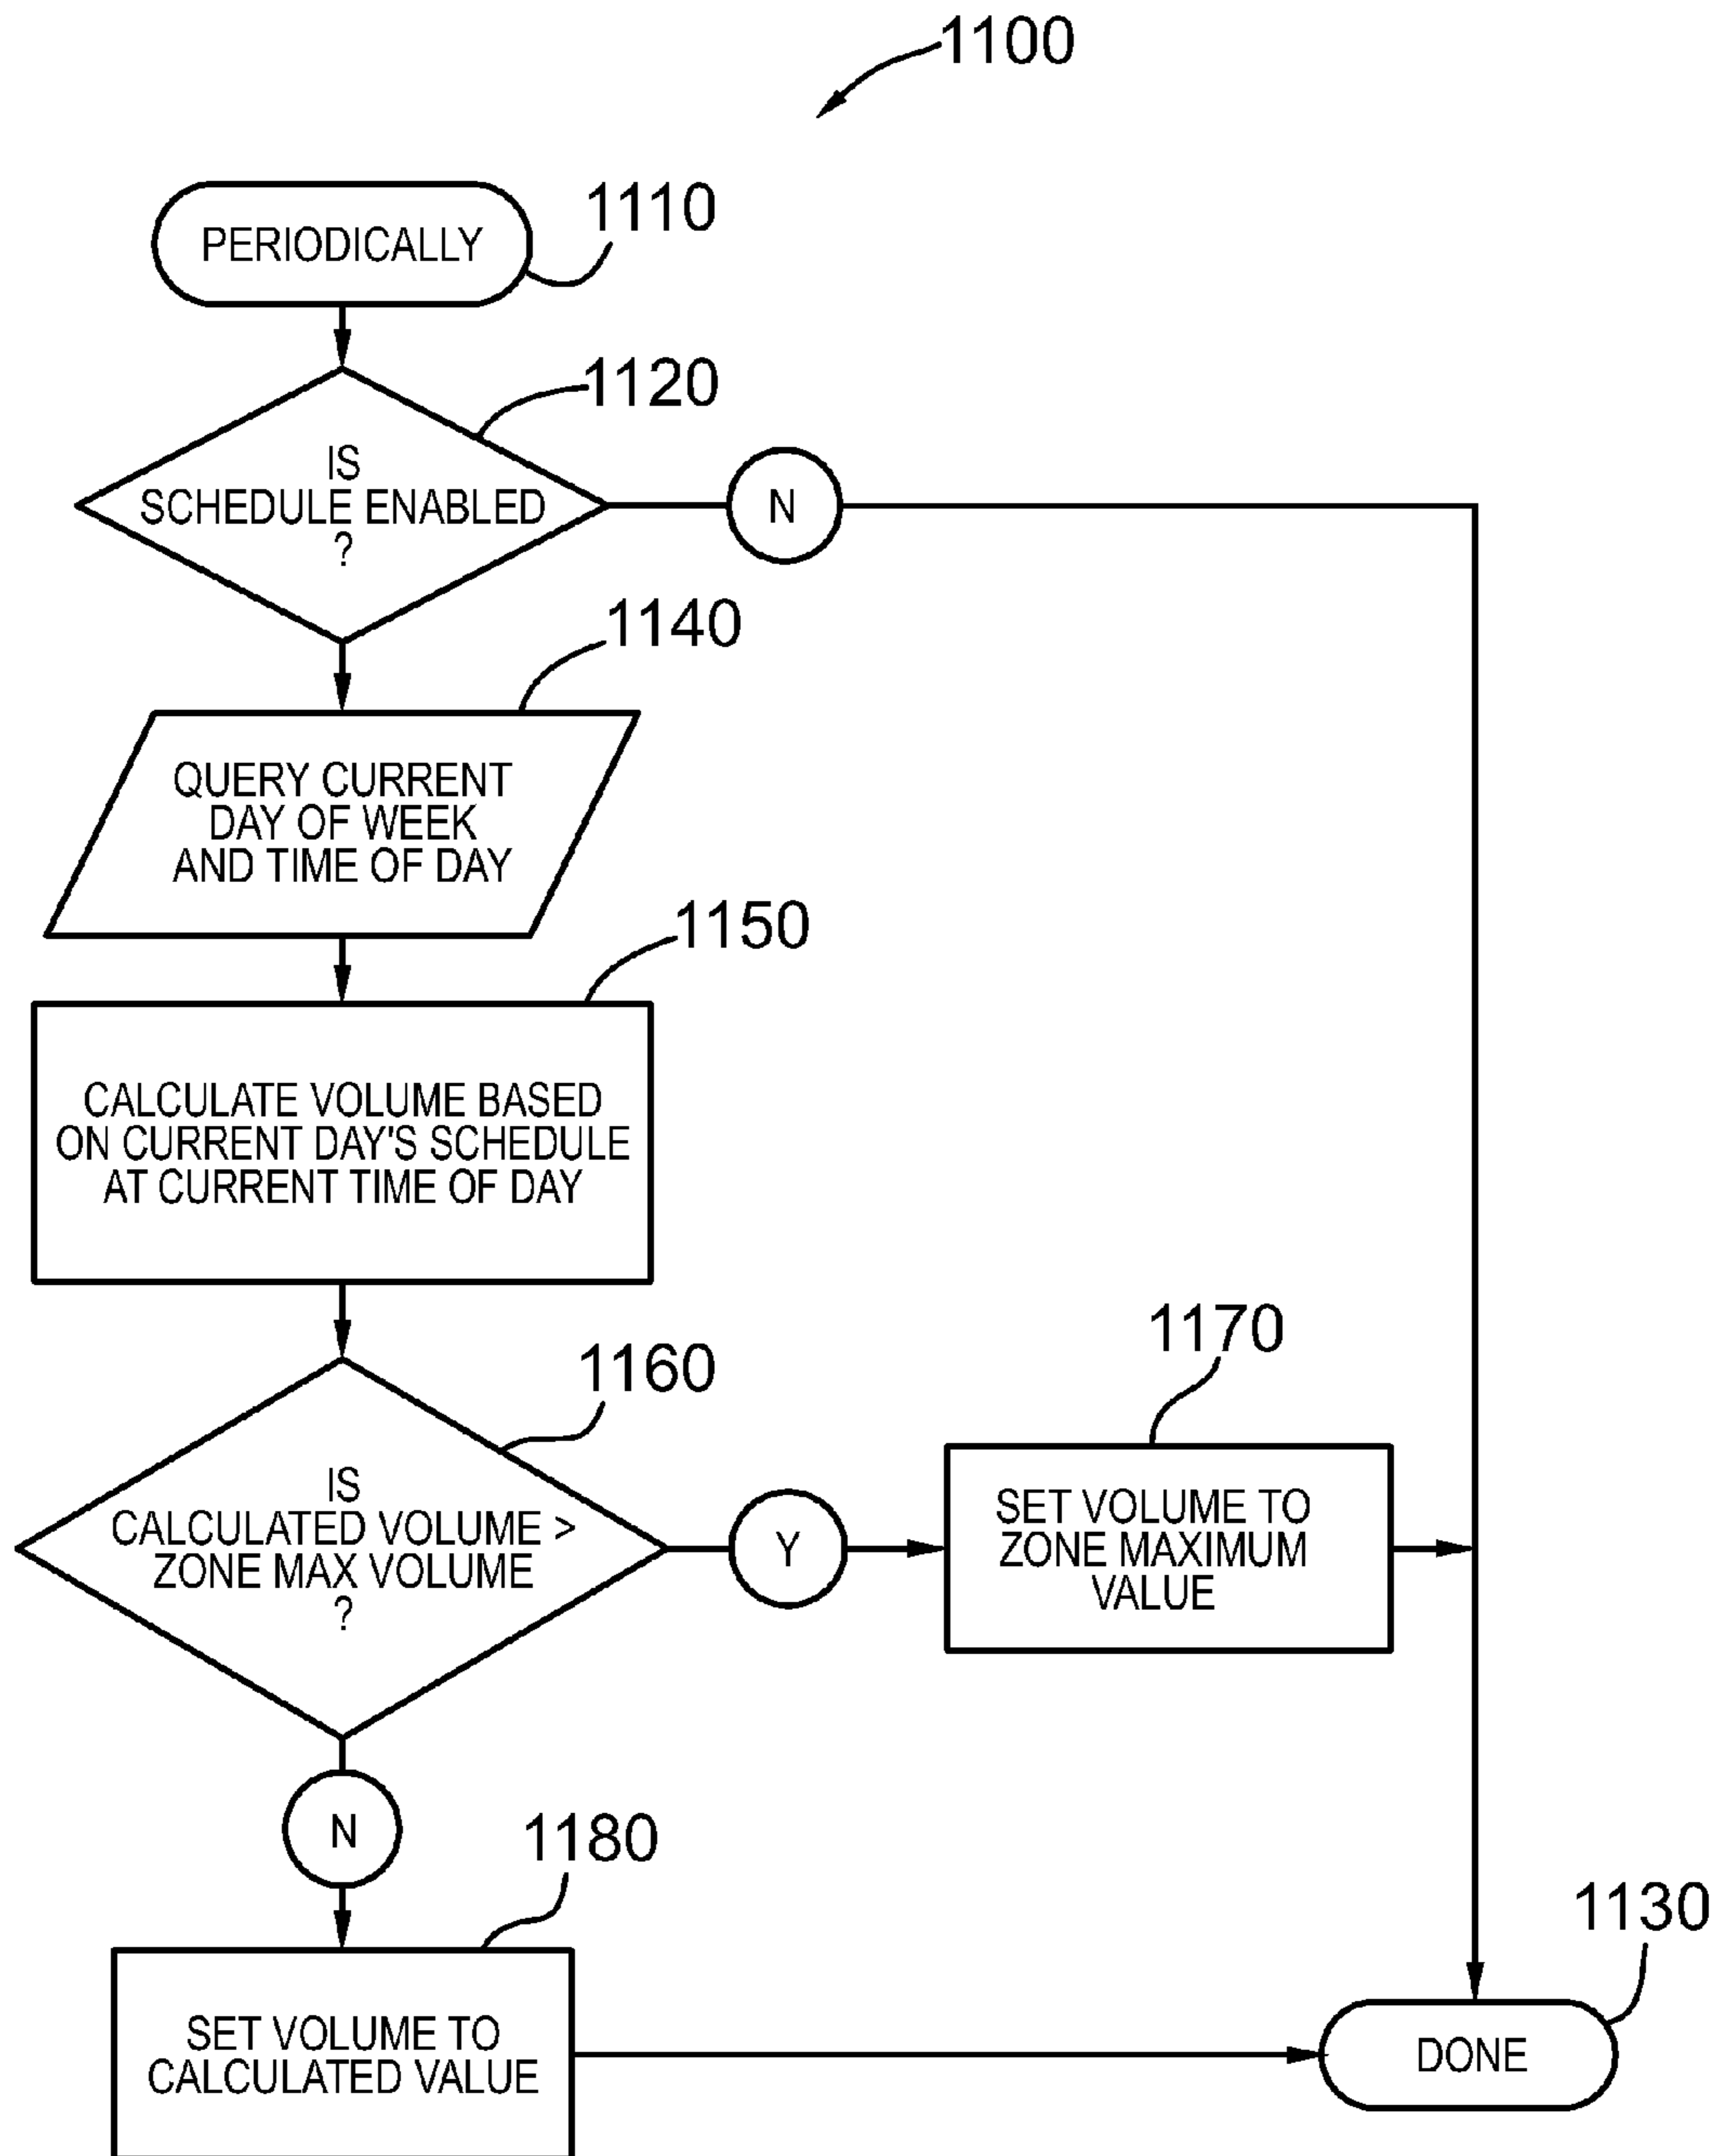 1100
1110
PERIODICALLY
1120
IS
SCHEDULE ENABLED
?
N
1140
QUERY CURRENT
DAY OF WEEK
AND TIME OF DAY
1150
CALCULATE VOLUME BASED
ON CURRENT DAY'S SCHEDULE
AT CURRENT TIME OF DAY
1160
IS
CALCULATED VOLUME >
ZONE MAX VOLUME
?
Y
1170
SET VOLUME TO
ZONE MAXIMUM
VALUE
N
1180
SET VOLUME TO
CALCULATED VALUE
1130
DONE